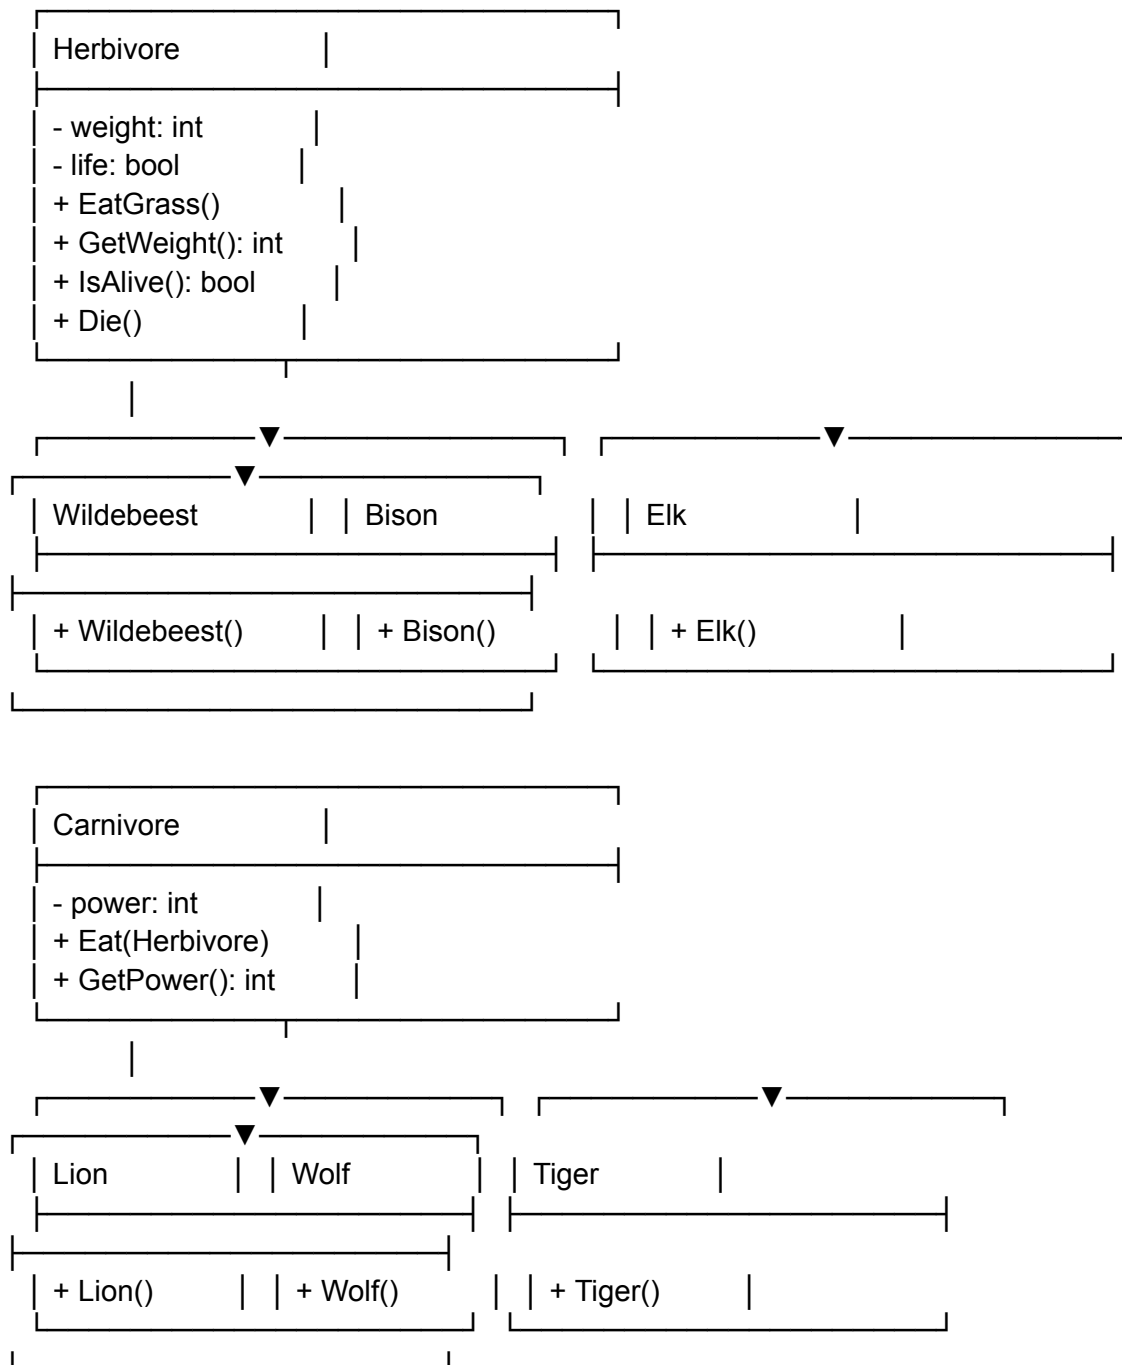 Herbivore
- weight: int
- life: bool
+ EatGrass()
+ GetWeight(): int
+ IsAlive(): bool
+ Die()
Wildebeest Bison Elk
+ Wildebeest() + Bison() + Elk()
Carnivore
- power: int
+ Eat(Herbivore)
+ GetPower(): int
Lion Wolf Tiger
+ Lion() + Wolf() + Tiger()